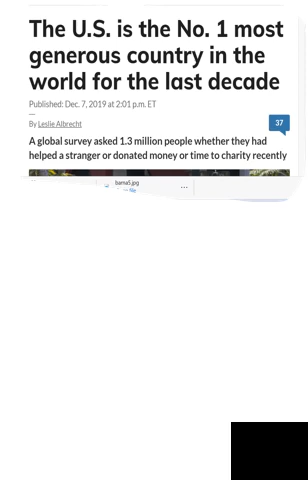 The U.S. is the No. 1 most
generous country in the
world for the last decade
Published: Dec. 7, 2019 at 2:01 p.m. ET
37
By Leslie Albrecht
A global survey asked 1.3 million people whether they had
helped a stranger or donated money or time to charity recently
bama5.jpg
...